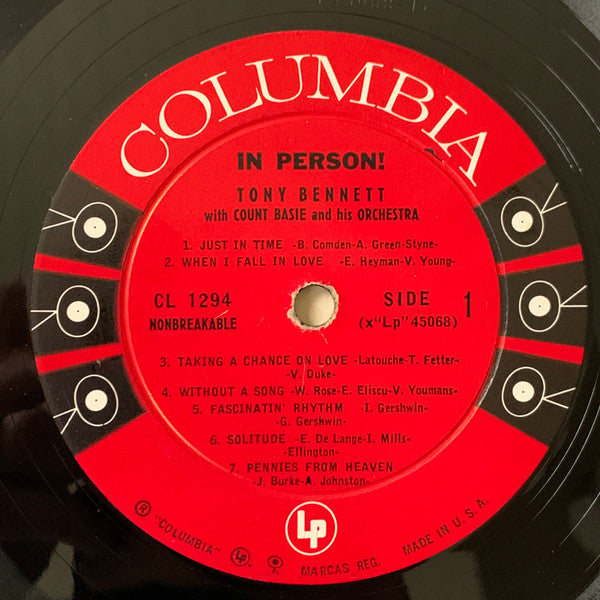 COLUMBIA
IN PERSON!
TONY BENNETT
with COUNT BASIE and his ORCHESTRA
1. JUST IN TIME -B. Comden-A. Green-Styne-
2. WHEN I FALL IN LOVE -E. Heyman-V. Young-
CL 1294
NONBREAKABLE
SIDE 1
(x"Lp" 45068)
3. TAKING A CHANCE ON LOVE -Latouche-T. Fetter-
V. Duke-
4. WITHOUT A SONG -W. Rose-E. Eliscu-V. Youmans-
5. FASCINATIN' RHYTHM -I. Gershwin-
G. Gershwin-
6. SOLITUDE -E. De Lange-I. Mills-
-Ellington-
7. PENNIES FROM HEAVEN
-J. Burke-A. Johnston-
Lp
® "COLUMBIA" Lp MARCAS REG. MADE IN U.S.A.